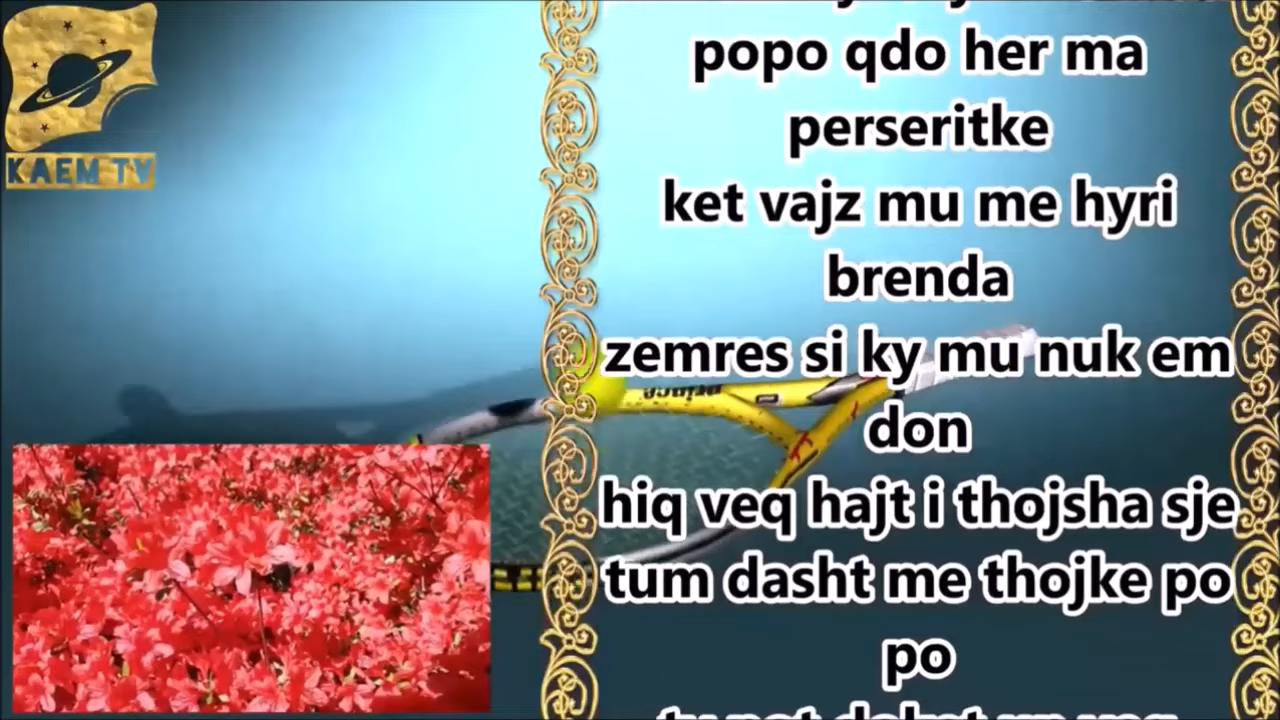 KAEM TV
popo qdo her ma
perseritke
ket vajz mu me hyri
brenda
zemres si ky mu nuk em
don
hiq veq hajt i thojsha sje
tum dasht me thojke po
po
prince